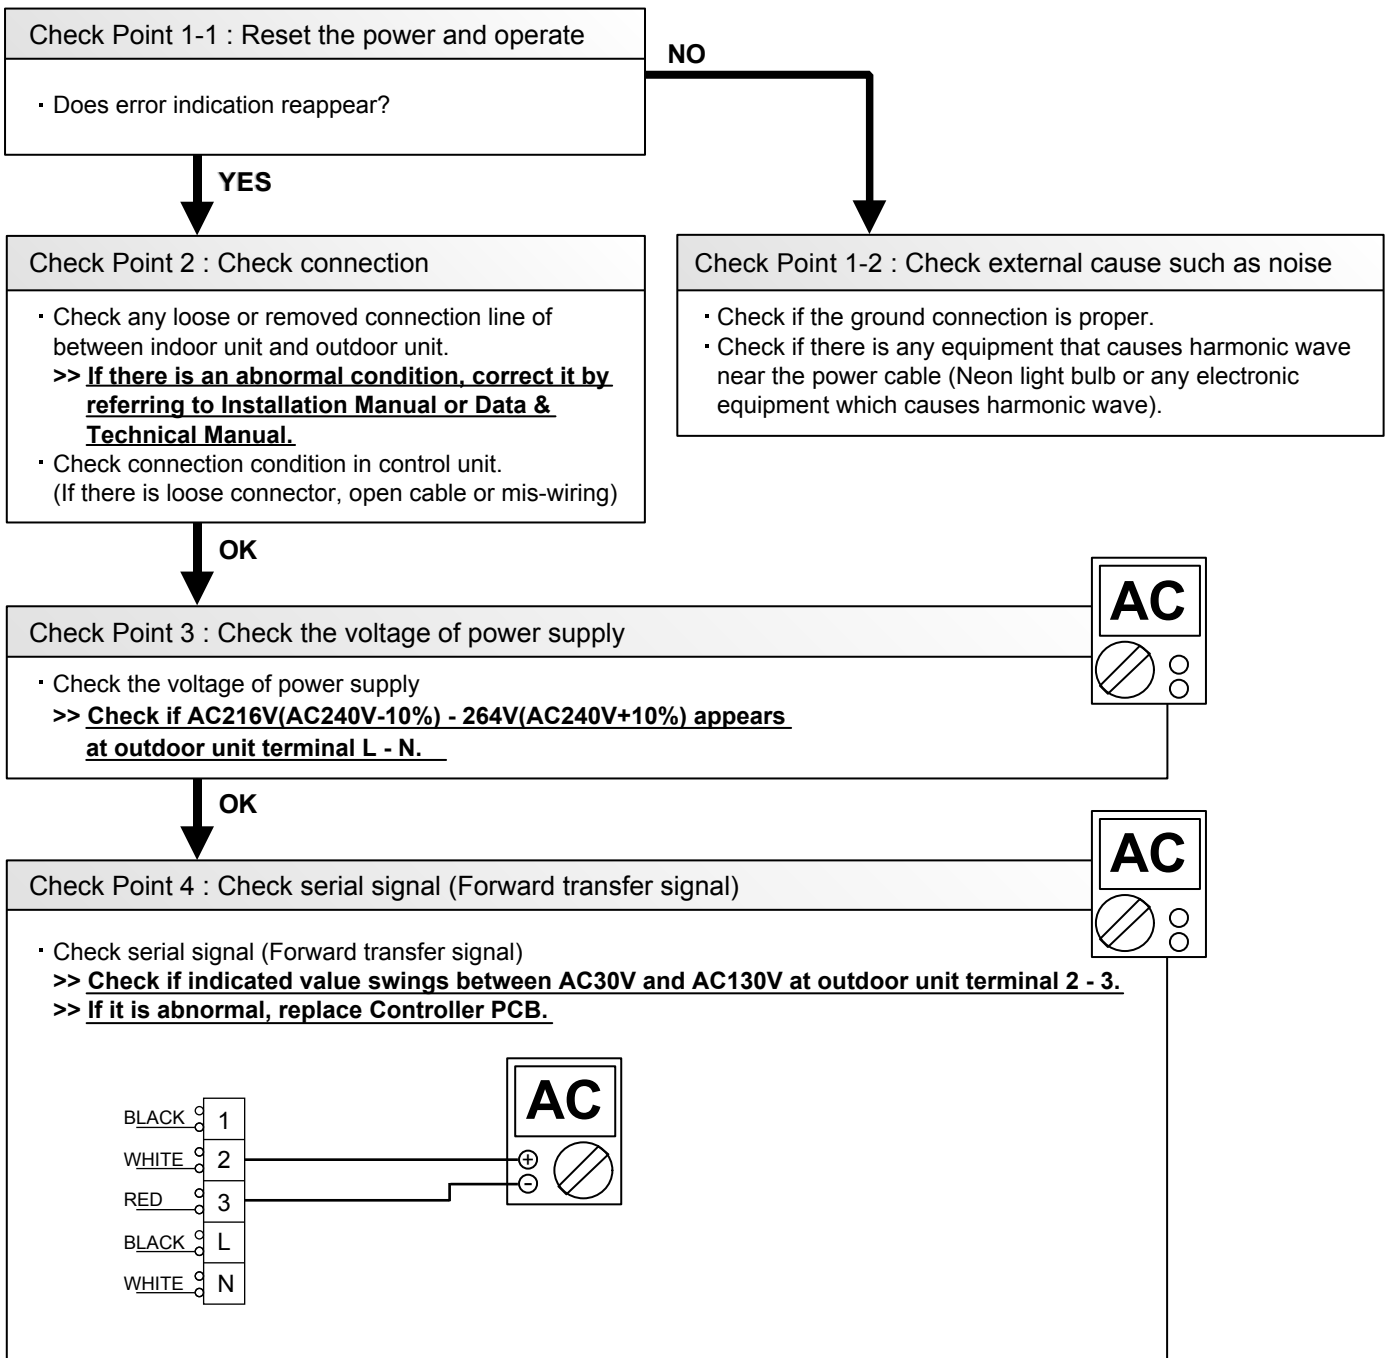 Check Point 1-1 : Reset the power and operate
· Does error indication reappear?
NO
YES
Check Point 2 : Check connection
· Check any loose or removed connection line of
between indoor unit and outdoor unit.
>> If there is an abnormal condition, correct it by
referring to Installation Manual or Data &
Technical Manual.
· Check connection condition in control unit.
(If there is loose connector, open cable or mis-wiring)
Check Point 1-2 : Check external cause such as noise
· Check if the ground connection is proper.
· Check if there is any equipment that causes harmonic wave
near the power cable (Neon light bulb or any electronic
equipment which causes harmonic wave).
OK
Check Point 3 : Check the voltage of power supply
AC
· Check the voltage of power supply
>> Check if AC216V(AC240V-10%) - 264V(AC240V+10%) appears
at outdoor unit terminal L - N.
OK
Check Point 4 : Check serial signal (Forward transfer signal)
AC
· Check serial signal (Forward transfer signal)
>> Check if indicated value swings between AC30V and AC130V at outdoor unit terminal 2 - 3.
>> If it is abnormal, replace Controller PCB.
AC
BLACK 1
WHITE 2
+
RED 3
-
BLACK L
WHITE N